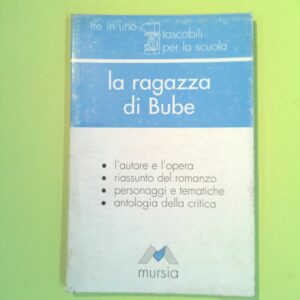 tre in uno
tascabili
per la scuola
la ragazza
di Bube
• l'autore e l'opera
• riassunto del romanzo
• personaggi e tematiche
• antologia della critica
mursia